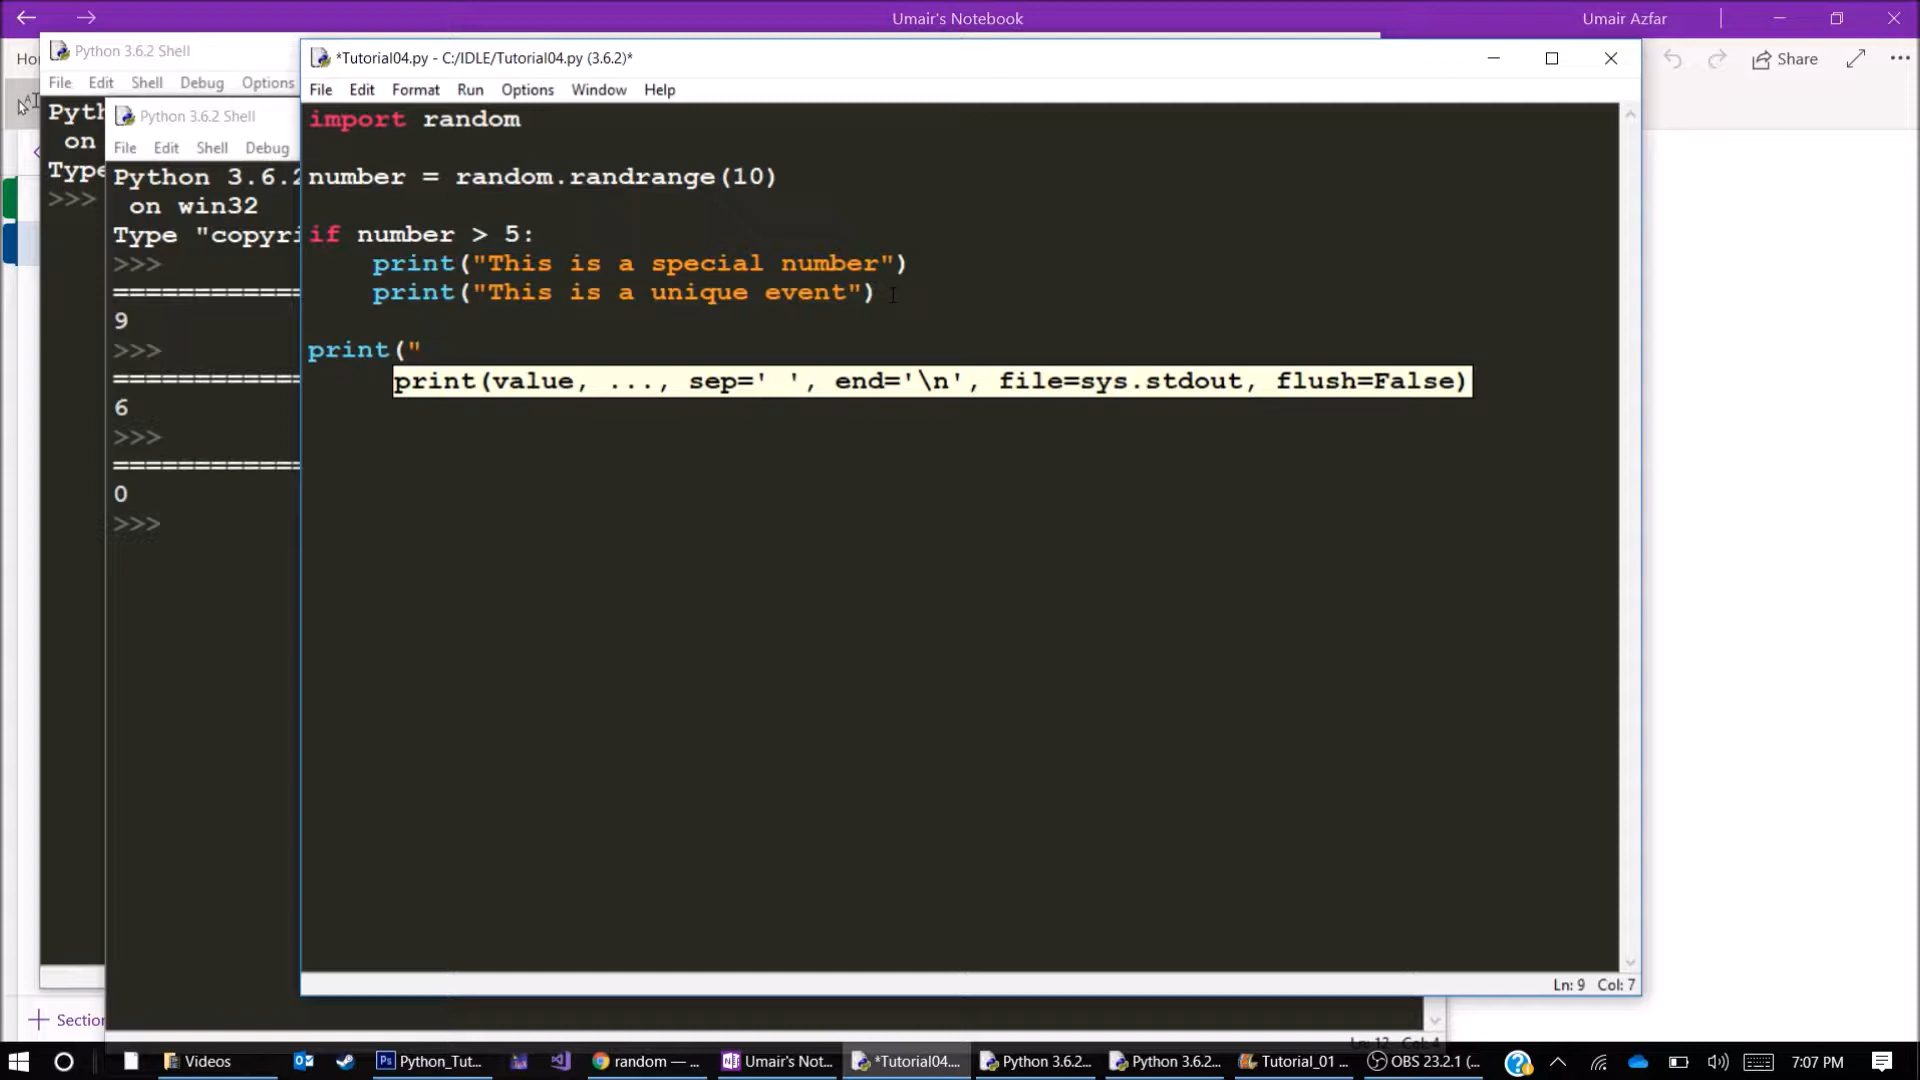 Umair's Notebook
Umair Azfar
Share
Python 3.6.2 Shell
File Edit Shell Debug Options
Pyth
on
Type
>>>
Python 3.6.2 Shell
File Edit Shell Debug
Python 3.6.2
on win32
Type "copyri
>>>
============
9
>>>
============
6
>>>
============
0
>>>
*Tutorial04.py - C:/IDLE/Tutorial04.py (3.6.2)*
File Edit Format Run Options Window Help
import random
number = random.randrange(10)
if number > 5:
print("This is a special number")
print("This is a unique event")
print("
print(value, ..., sep=' ', end='\n', file=sys.stdout, flush=False)
Ln: 9 Col: 7
Videos
Python_Tut...
random — ...
Umair's Not...
*Tutorial04....
Python 3.6.2...
Python 3.6.2...
Tutorial_01 ...
OBS 23.2.1 (...
7:07 PM